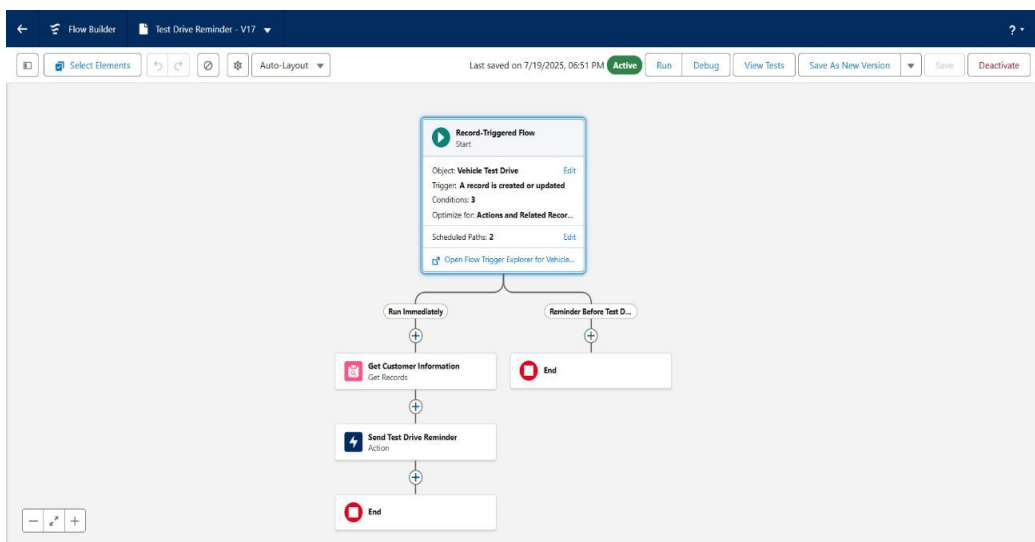 Flow Builder
Test Drive Reminder - V17
?
Select Elements
Auto-Layout
Last saved on 7/19/2025, 06:51 PM
Active
Run
Debug
View Tests
Save As New Version
Save
Deactivate
Record-Triggered Flow
Start
Object: Vehicle Test Drive
Edit
Trigger: A record is created or updated
Conditions: 3
Optimize for: Actions and Related Recor...
Scheduled Paths: 2
Edit
Open Flow Trigger Explorer for Vehicle...
Run Immediately
Reminder Before Test D...
Get Customer Information
Get Records
End
Send Test Drive Reminder
Action
End